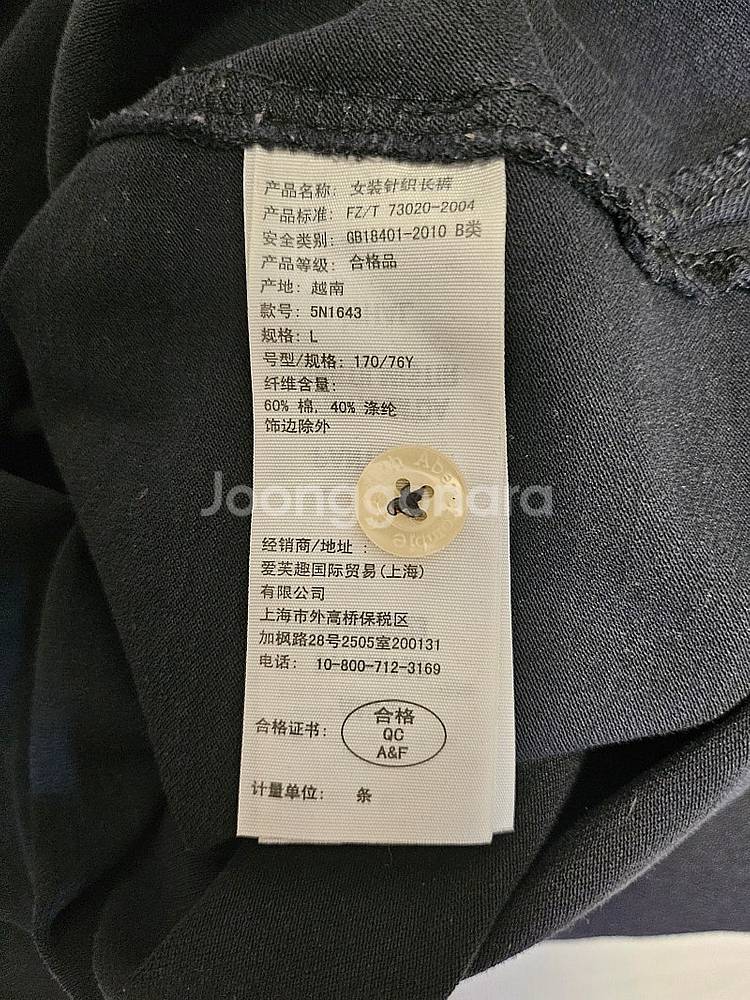 产品名称: 女装针织长裤
产品标准: FZ/T 73020-2004
安全类别: GB18401-2010 B类
产品等级: 合格品
产地: 越南
款号: 5N1643
规格: L
号型/规格: 170/76Y
纤维含量:
60% 棉, 40% 涤纶
饰边除外
Joonggonara
经销商/地址 :
爱芙趣国际贸易(上海)
有限公司
上海市外高桥保税区
加枫路28号2505室200131
电话: 10-800-712-3169
合格证书: 合格
QC
A&F
计量单位: 条